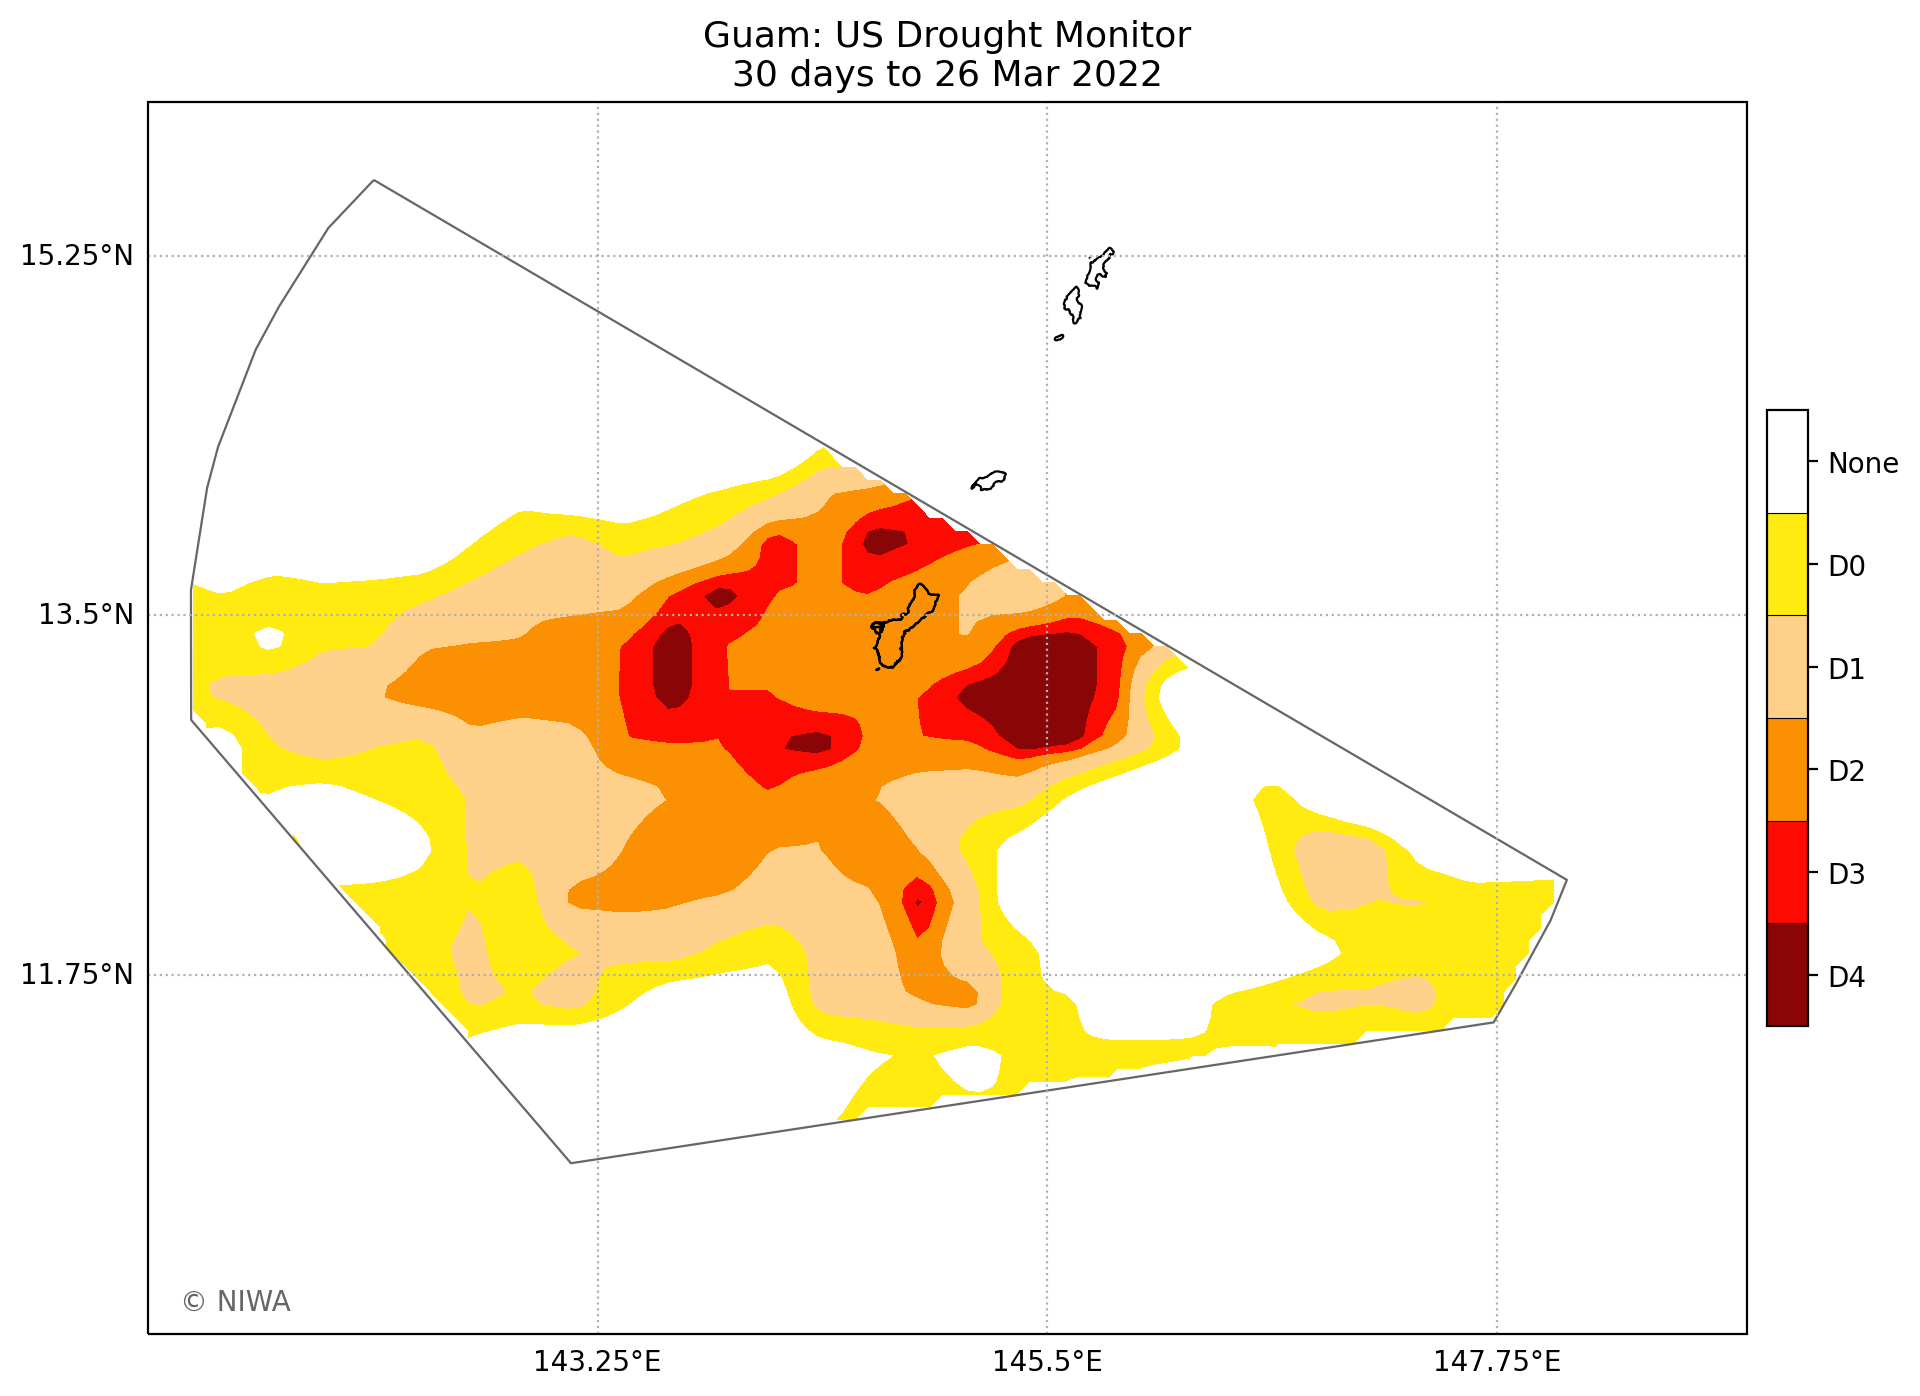 Guam: US Drought Monitor
30 days to 26 Mar 2022
15.25°N
13.5°N
11.75°N
143.25°E
145.5°E
147.75°E
None
D0
D1
D2
D3
D4
© NIWA